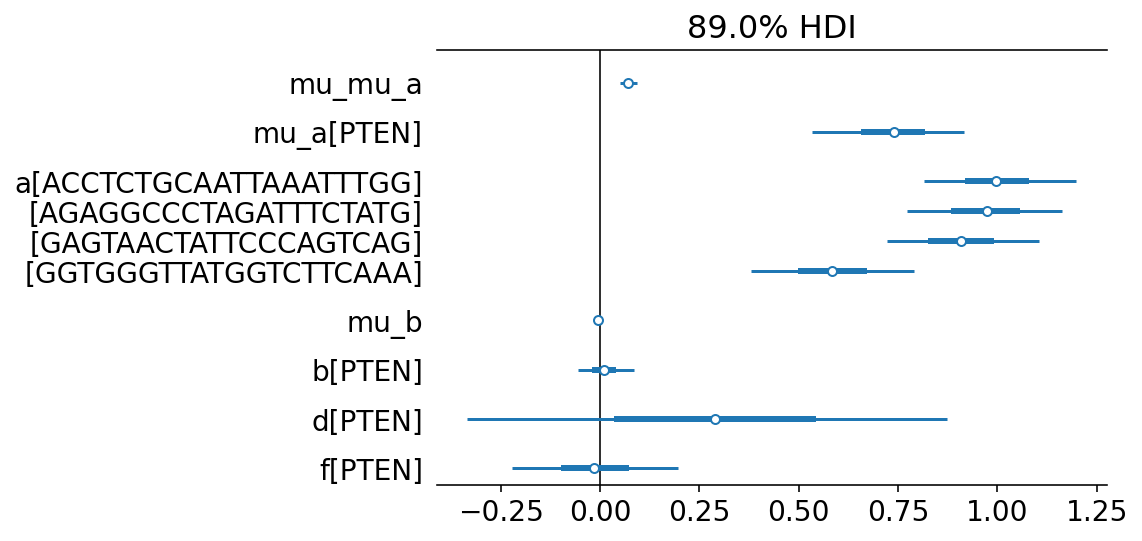 89.0% HDI
mu_mu_a
mu_a[PTEN]
a[ACCTCTGCAATTAAATTTGG]
[AGAGGCCCTAGATTTCTATG]
[GAGTAACTATTCCCAGTCAG]
[GGTGGGTTATGGTCTTCAAA]
mu_b
b[PTEN]
d[PTEN]
f[PTEN]
−0.25 0.00 0.25 0.50 0.75 1.00 1.25